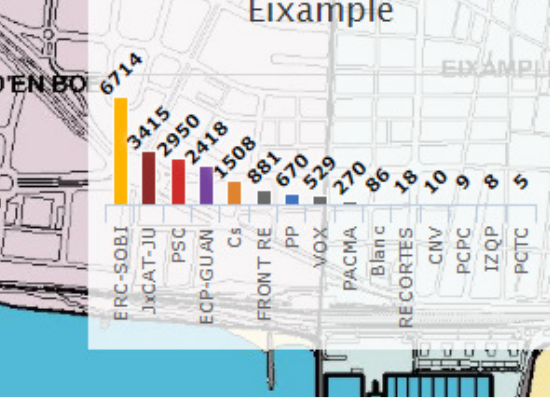 Eixample
EIXAMPLE
D'EN BO
6714
3415
2950
2418
1508
881
670
529
270
86
18
10
9
8
5
ERC-SOBI
JxCAT-JU
PSC
ECP-GUAN
Cs
FRONT RE
PP
VOX
PACMA
Blanc
RECORTES
CNV
PCPC
IZQP
PCTC